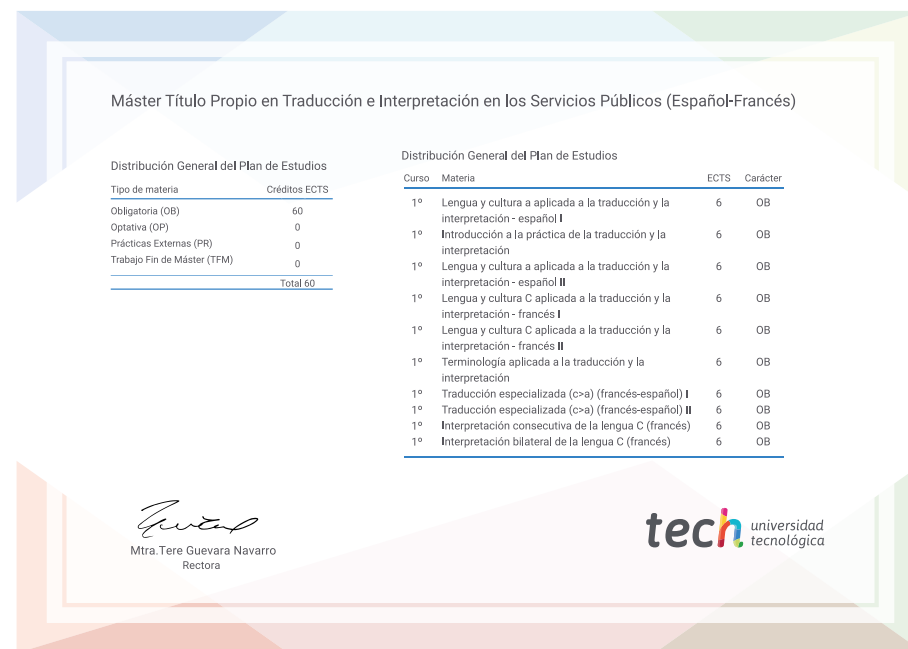 Máster Título Propio en Traducción e Interpretación en los Servicios Públicos (Español-Francés)
Distribución General del Plan de Estudios
Tipo de materia Créditos ECTS
Obligatoria (OB) 60
Optativa (OP) 0
Prácticas Externas (PR) 0
Trabajo Fin de Máster (TFM) 0
Total 60
Distribución General del Plan de Estudios
Curso Materia ECTS Carácter
1º Lengua y cultura a aplicada a la traducción y la 6 OB
interpretación - español I
1º Introducción a la práctica de la traducción y la 6 OB
interpretación
1º Lengua y cultura a aplicada a la traducción y la 6 OB
interpretación - español II
1º Lengua y cultura C aplicada a la traducción y la 6 OB
interpretación - francés I
1º Lengua y cultura C aplicada a la traducción y la 6 OB
interpretación - francés II
1º Terminología aplicada a la traducción y la 6 OB
interpretación
1º Traducción especializada (c>a) (francés-español) I 6 OB
1º Traducción especializada (c>a) (francés-español) II 6 OB
1º Interpretación consecutiva de la lengua C (francés) 6 OB
1º Interpretación bilateral de la lengua C (francés) 6 OB
Mtra.Tere Guevara Navarro
Rectora
tech universidad
tecnológica